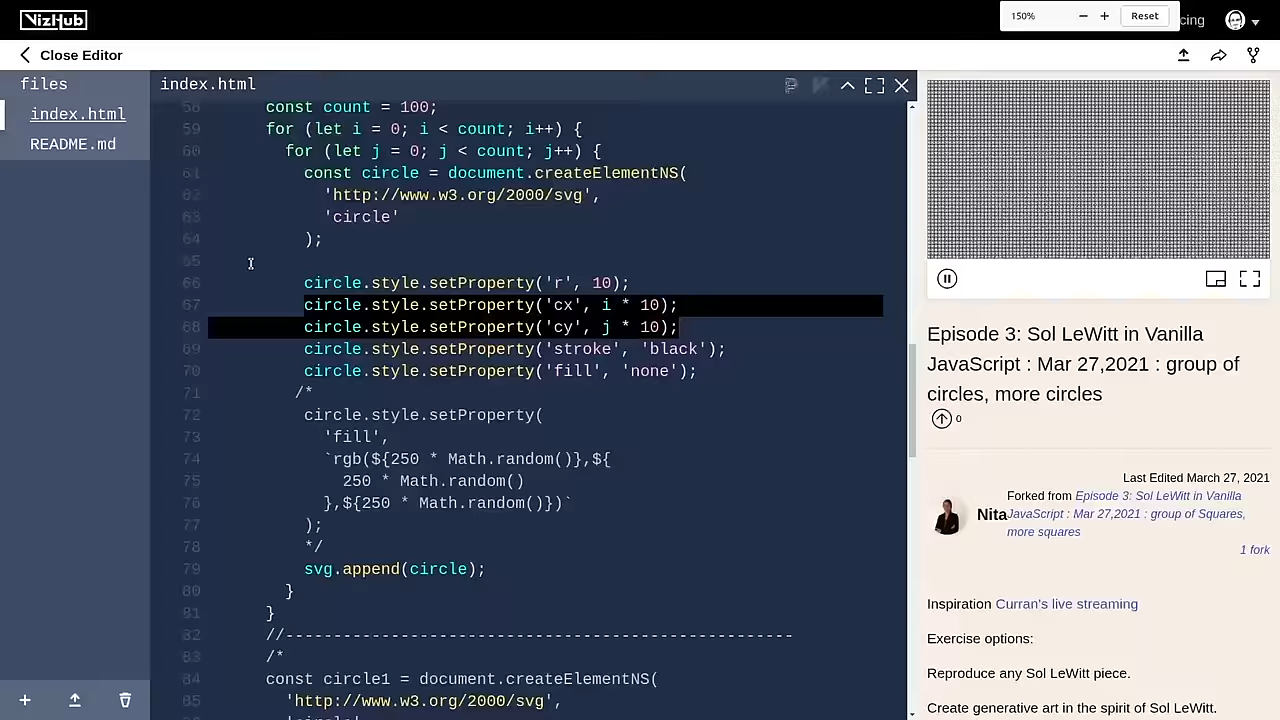 VizHub
150%
Reset
cing
Close Editor
files
index.html
README.md
index.html
58 const count = 100;
59 for (let i = 0; i < count; i++) {
60 for (let j = 0; j < count; j++) {
61 const circle = document.createElementNS(
62 'http://www.w3.org/2000/svg',
63 'circle'
64 );
65
66 circle.style.setProperty('r', 10);
67 circle.style.setProperty('cx', i * 10);
68 circle.style.setProperty('cy', j * 10);
69 circle.style.setProperty('stroke', 'black');
70 circle.style.setProperty('fill', 'none');
71 /*
72 circle.style.setProperty(
73 'fill',
74 `rgb(${250 * Math.random()},${
75 250 * Math.random()
76 },${250 * Math.random()})`
77 );
78 */
79 svg.append(circle);
80 }
81 }
82 //-----------------------------------------------------
83 /*
84 const circle1 = document.createElementNS(
85 'http://www.w3.org/2000/svg',
Episode 3: Sol LeWitt in Vanilla
JavaScript : Mar 27,2021 : group of
circles, more circles
0
Last Edited March 27, 2021
Nita
Forked from Episode 3: Sol LeWitt in Vanilla
JavaScript : Mar 27,2021 : group of Squares,
more squares
1 fork
Inspiration Curran's live streaming
Exercise options:
Reproduce any Sol LeWitt piece.
Create generative art in the spirit of Sol LeWitt.